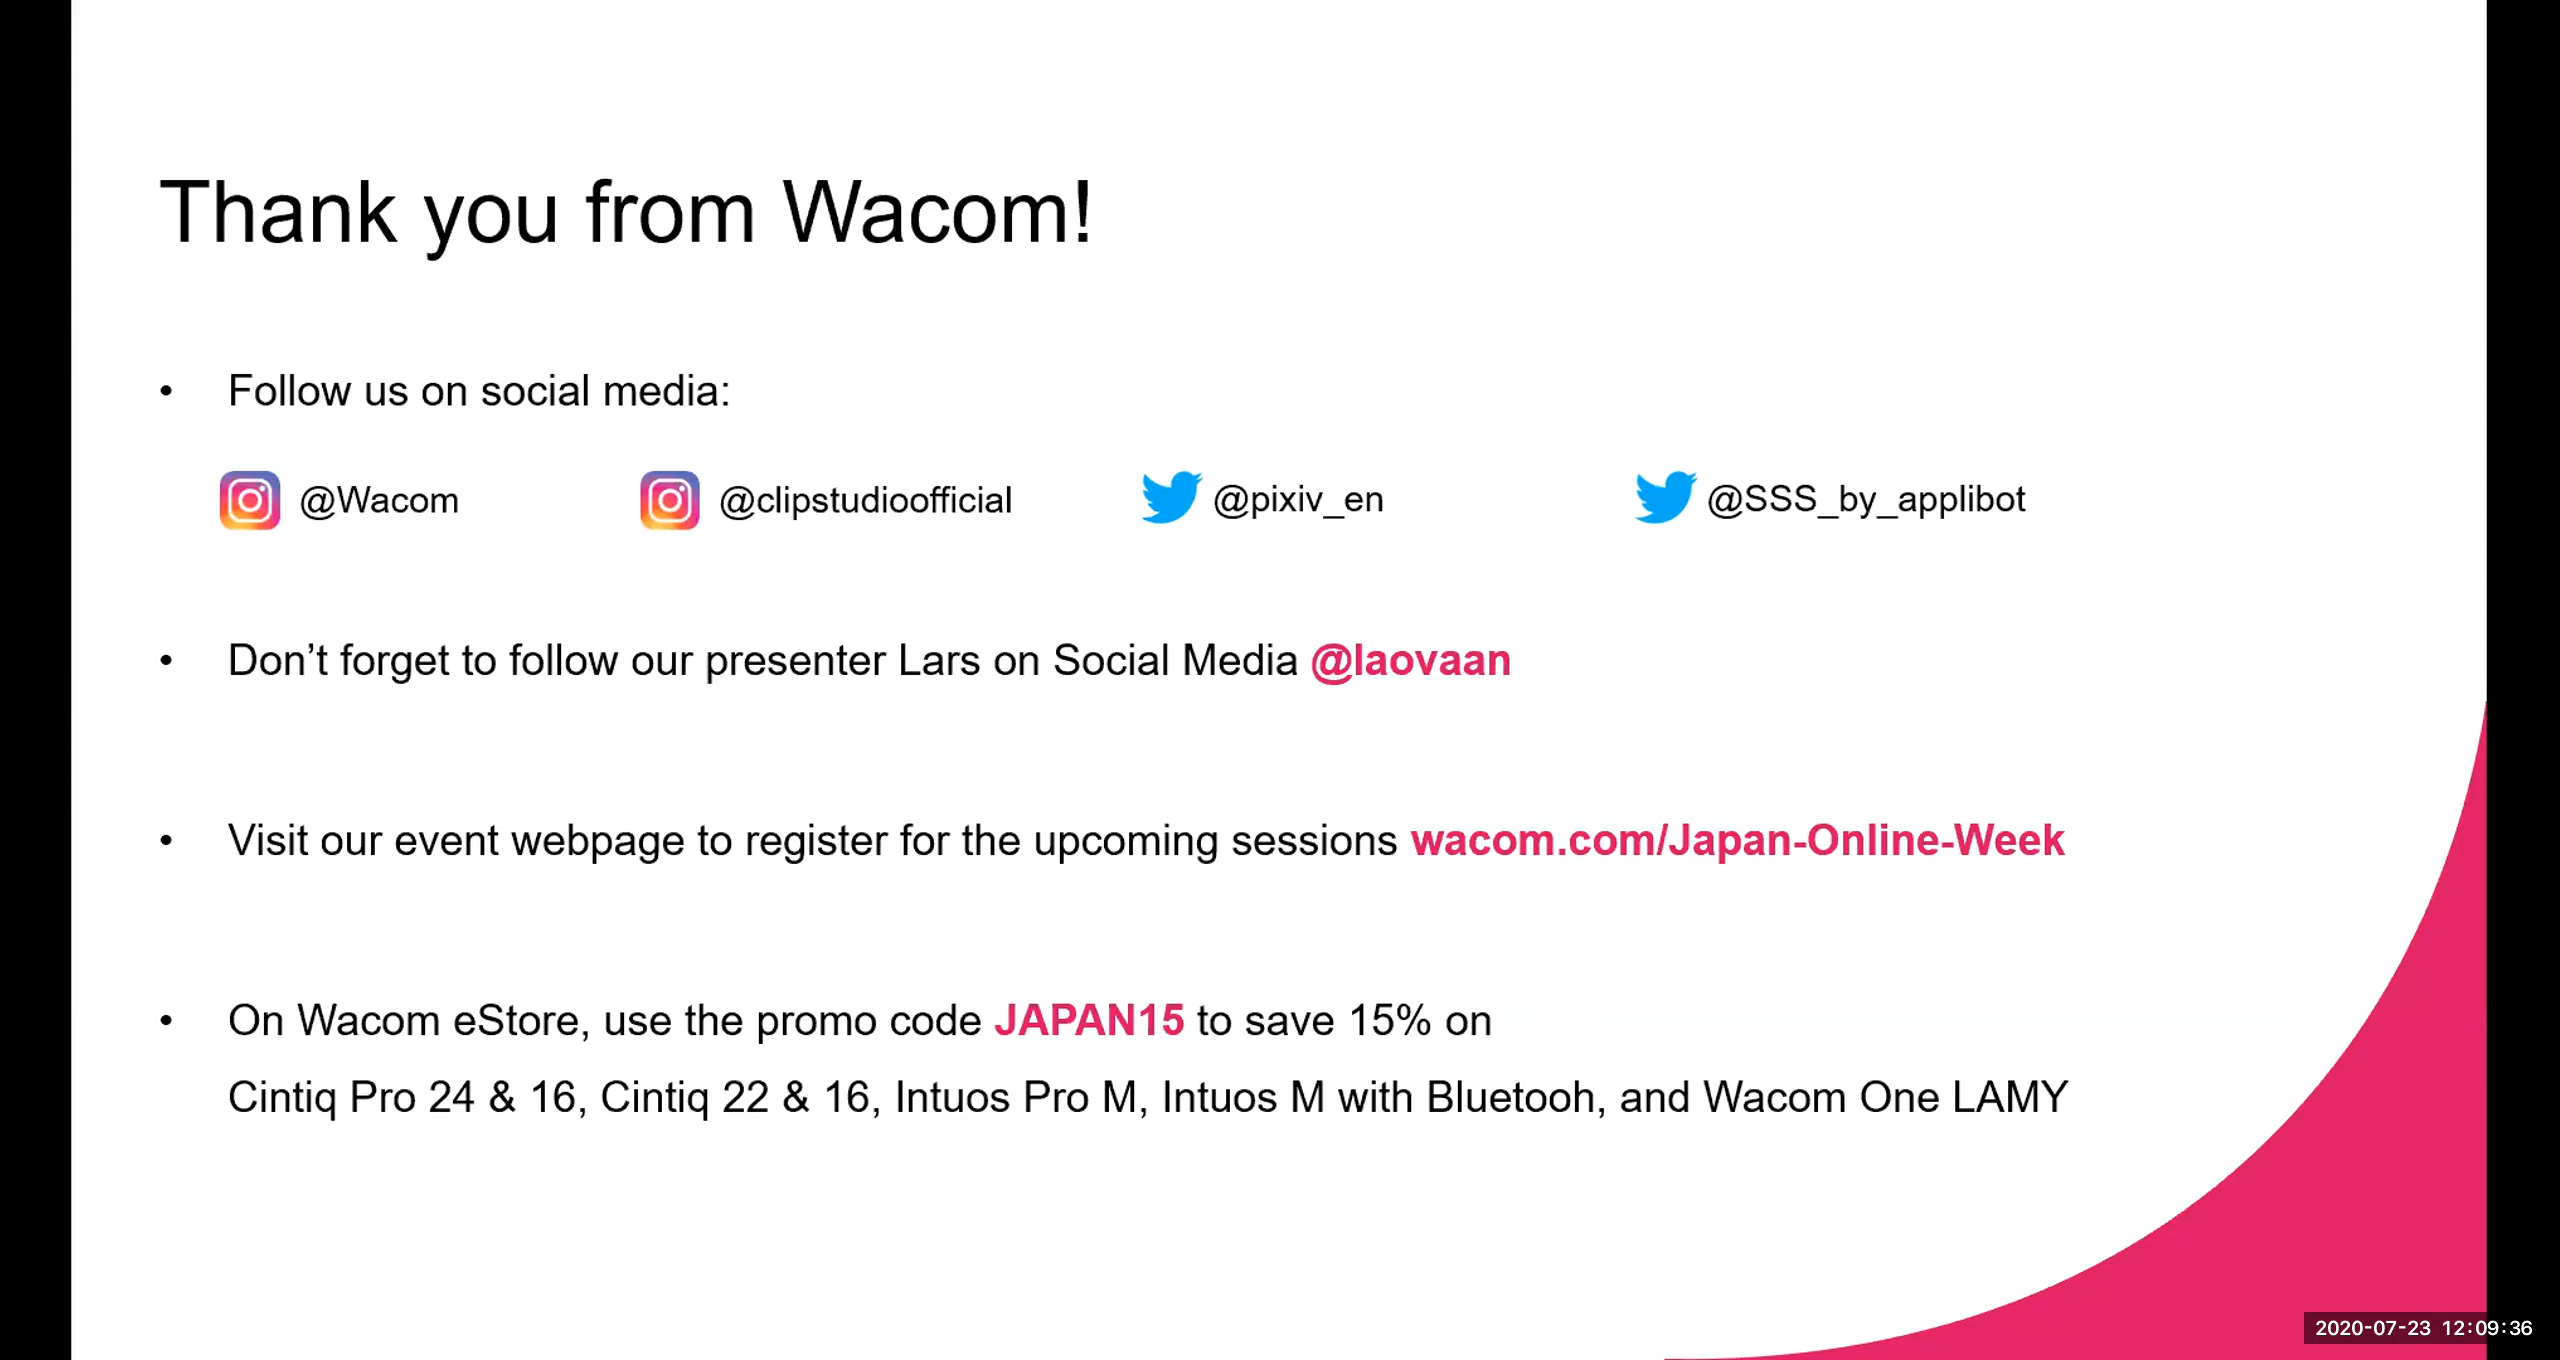 Thank you from Wacom!
• Follow us on social media:
@Wacom @clipstudioofficial @pixiv_en @SSS_by_applibot
• Don’t forget to follow our presenter Lars on Social Media @laovaan
• Visit our event webpage to register for the upcoming sessions wacom.com/Japan-Online-Week
• On Wacom eStore, use the promo code JAPAN15 to save 15% on
Cintiq Pro 24 & 16, Cintiq 22 & 16, Intuos Pro M, Intuos M with Bluetooh, and Wacom One LAMY
2020-07-23 12:09:36